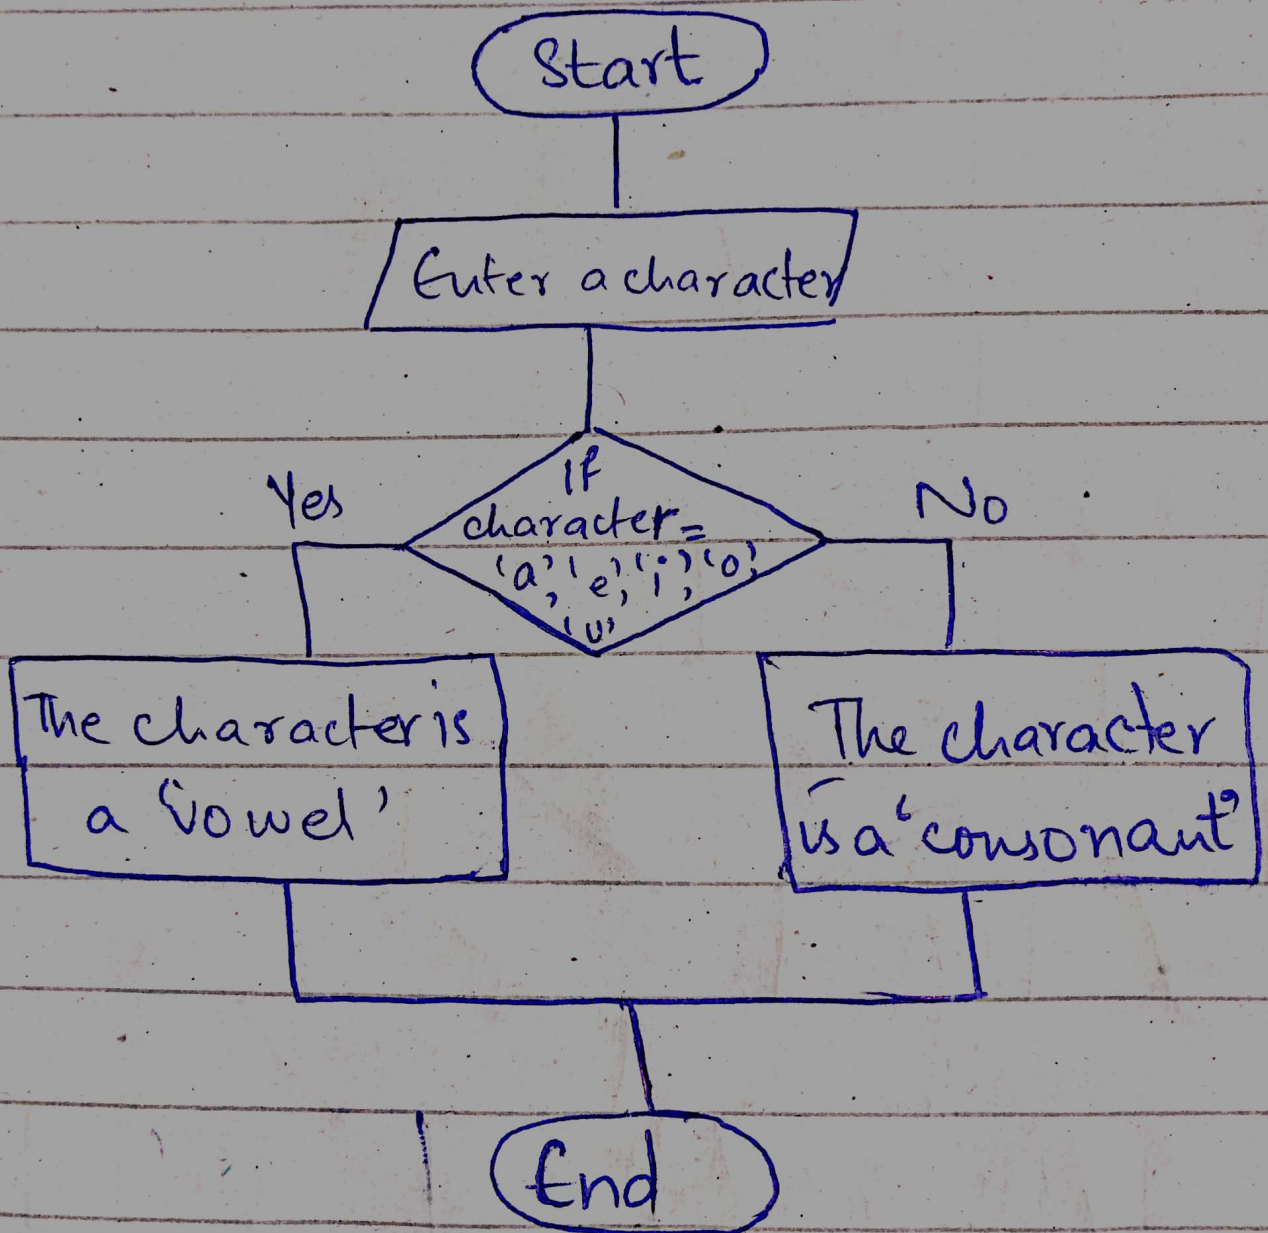 Start
Enter a character
If
Yes
No
character=
'a', 'e', 'i', 'o',
'u'
The character is
a 'vowel'
The character
is a 'consonant'
End